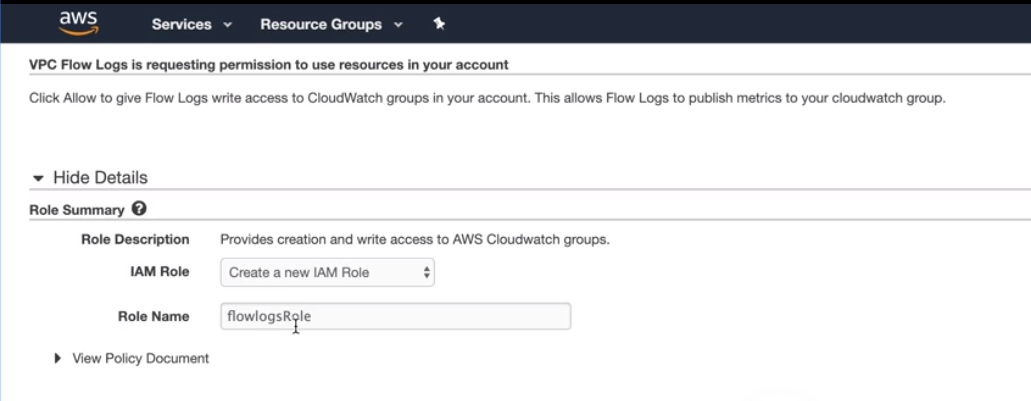 aws Services Resource Groups
VPC Flow Logs is requesting permission to use resources in your account
Click Allow to give Flow Logs write access to CloudWatch groups in your account. This allows Flow Logs to publish metrics to your cloudwatch group.
Hide Details
Role Summary ?
Role Description Provides creation and write access to AWS Cloudwatch groups.
IAM Role Create a new IAM Role
Role Name flowlogsRole
View Policy Document